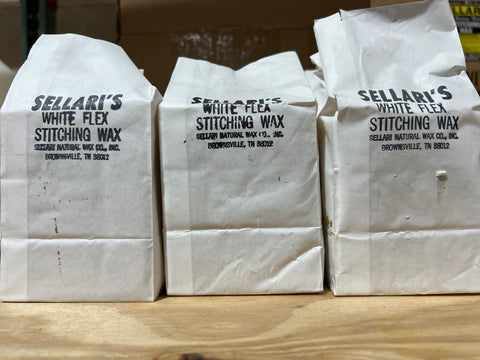 SELLARI'S
WHITE FLEX
STITCHING WAX
SELLARI NATURAL WAX CO., INC.
BROWNSVILLE, TN 38012
SELLARI'S
WHITE FLEX
STITCHING WAX
SELLARI NATURAL WAX CO., INC.
BROWNSVILLE, TN 38012
SELLARI'S
WHITE FLEX
STITCHING WAX
SELLARI NATURAL WAX CO., INC.
BROWNSVILLE, TN 38012